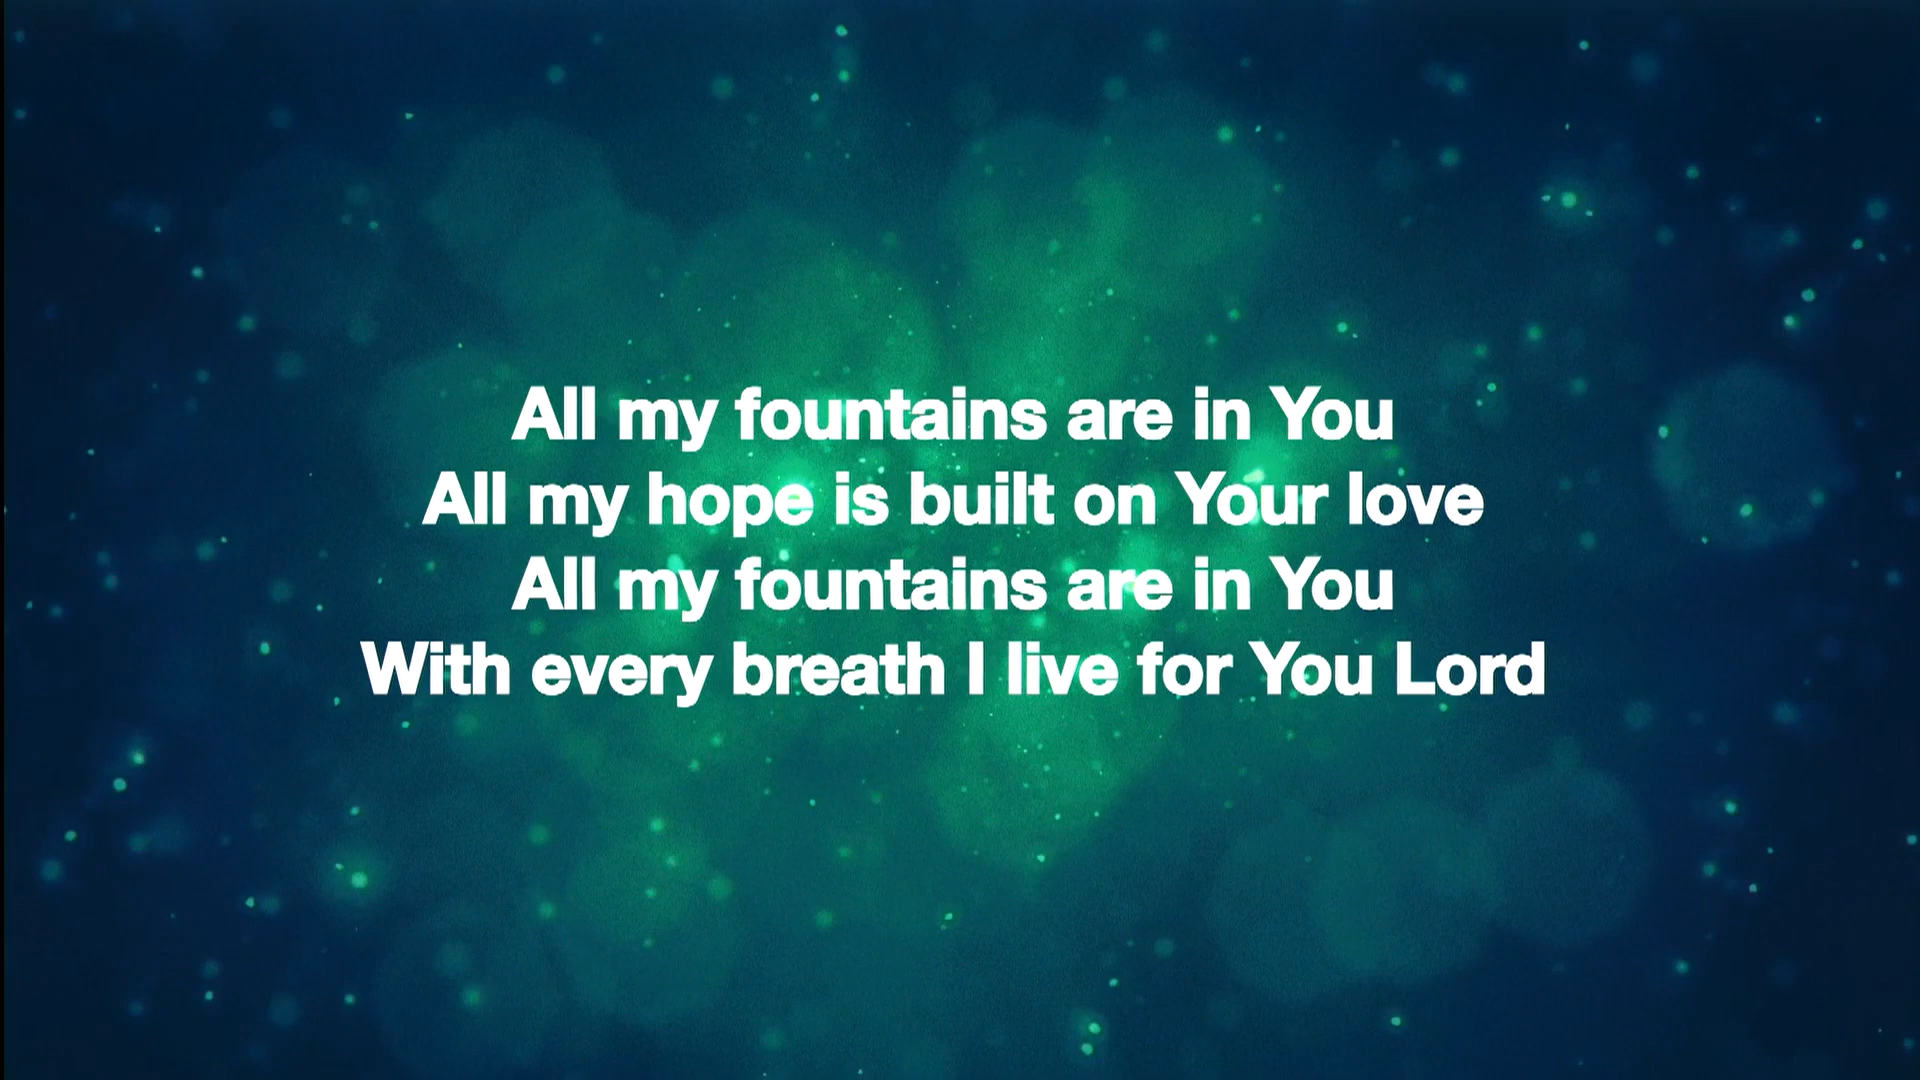 All my fountains are in You
All my hope is built on Your love
All my fountains are in You
With every breath I live for You Lord